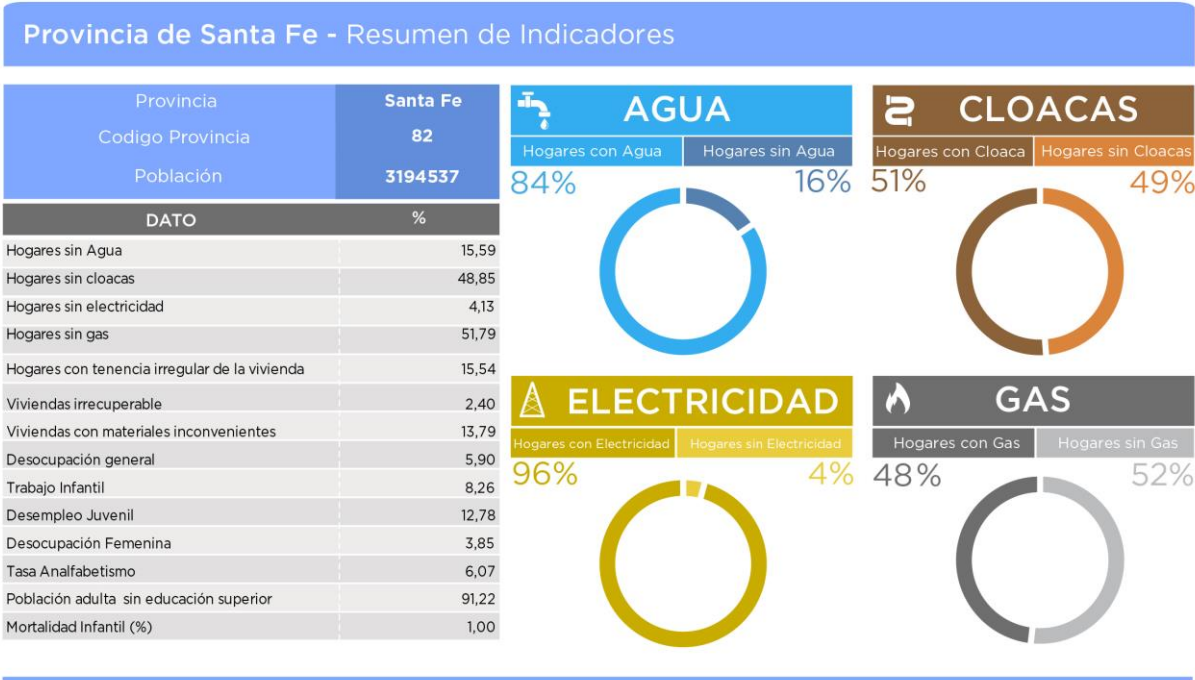 Provincia de Santa Fe - Resumen de Indicadores
Provincia Santa Fe
Codigo Provincia 82
Población 3194537
DATO %
Hogares sin Agua 15,59
Hogares sin cloacas 48,85
Hogares sin electricidad 4,13
Hogares sin gas 51,79
Hogares con tenencia irregular de la vivienda 15,54
Viviendas irrecuperable 2,40
Viviendas con materiales inconvenientes 13,79
Desocupación general 5,90
Trabajo Infantil 8,26
Desempleo Juvenil 12,78
Desocupación Femenina 3,85
Tasa Analfabetismo 6,07
Población adulta sin educación superior 91,22
Mortalidad Infantil (%) 1,00
AGUA
Hogares con Agua Hogares sin Agua
84% 16%
CLOACAS
Hogares con Cloaca Hogares sin Cloacas
51% 49%
ELECTRICIDAD
Hogares con Electricidad Hogares sin Electricidad
96% 4%
GAS
Hogares con Gas Hogares sin Gas
48% 52%